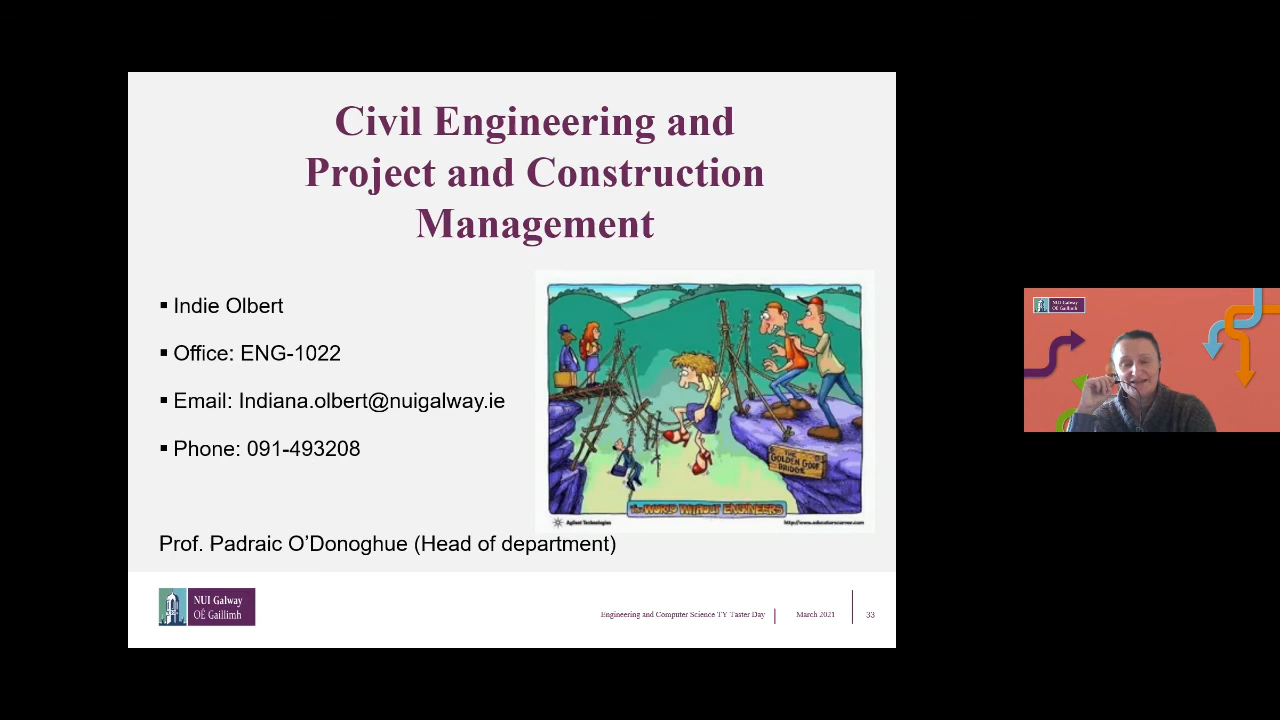 Civil Engineering and
Project and Construction
Management
▪ Indie Olbert
▪ Office: ENG-1022
▪ Email: Indiana.olbert@nuigalway.ie
▪ Phone: 091-493208
THE
GOLDEN GOOF
BRIDGE
The WORLD WITHOUT ENGINEERS
Agilent Technologies
http://www.educatorscorner.com
Prof. Padraic O’Donoghue (Head of department)
NUI Galway
OÉ Gaillimh
Engineering and Computer Science TY Taster Day
March 2021
33
NUI Galway
OÉ Gaillimh